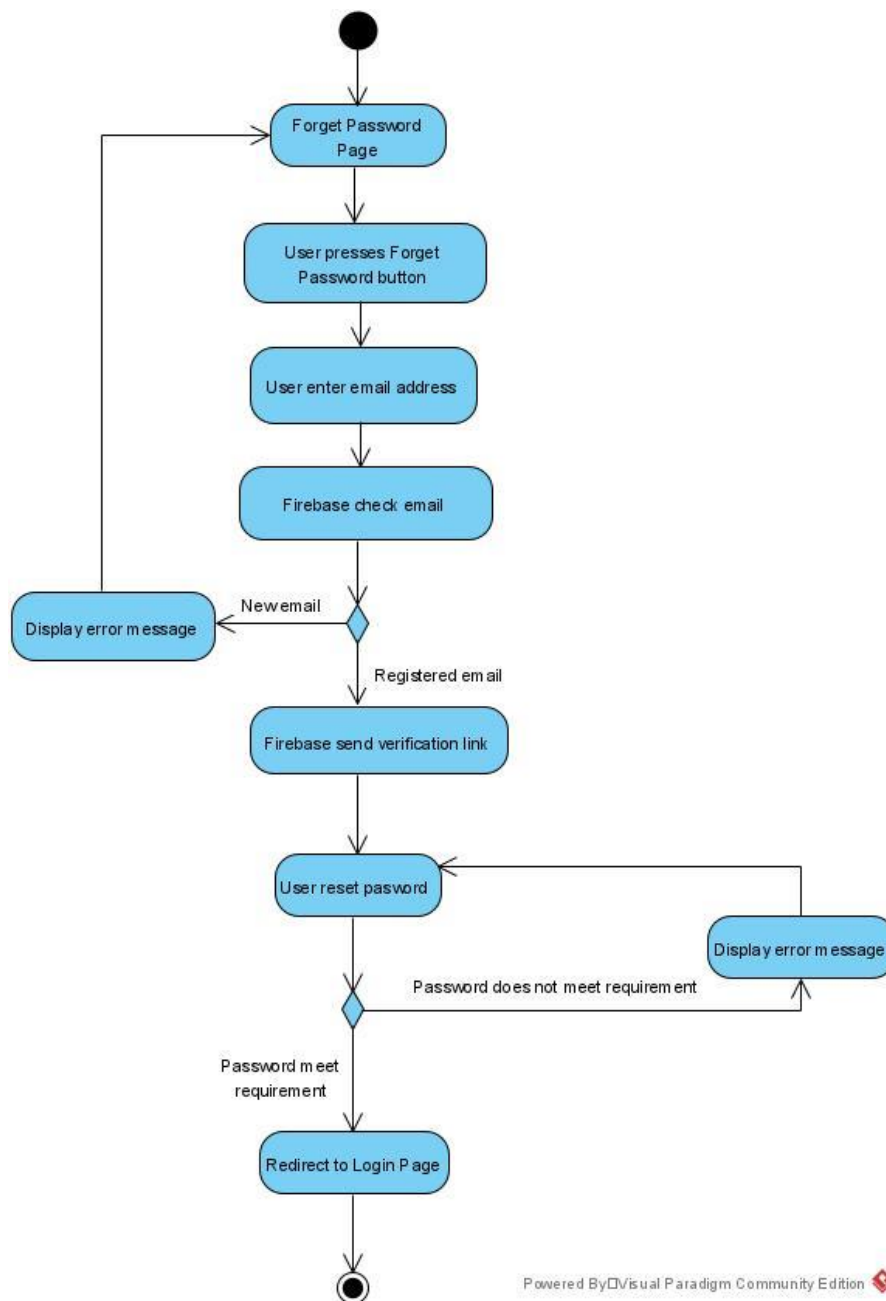 Forget Password
Page
User presses Forget
Password button
User enter email address
Firebase check email
New email
Display error message
Registered email
Firebase send verification link
User reset pasword
Display error message
Password does not meet requirement
Password meet
requirement
Redirect to Login Page
Powered By□Visual Paradigm Community Edition